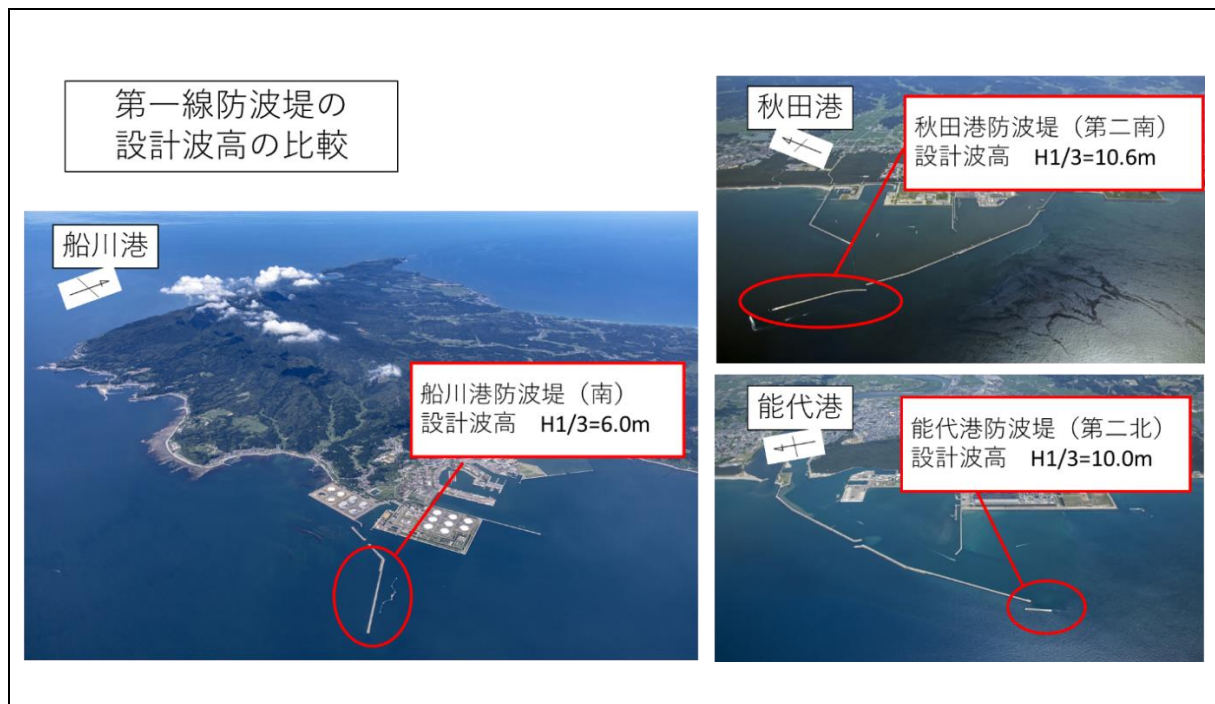 第一線防波堤の
設計波高の比較
船川港
船川港防波堤（南）
設計波高　H1/3=6.0m
秋田港
秋田港防波堤（第二南）
設計波高　H1/3=10.6m
能代港
能代港防波堤（第二北）
設計波高　H1/3=10.0m